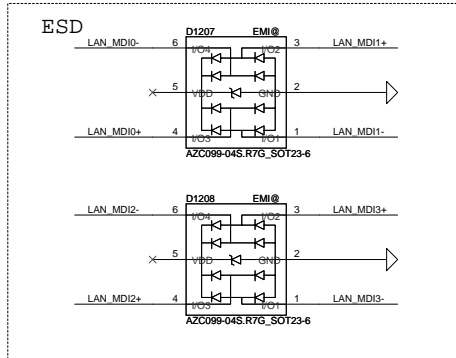 ESD
D1207 EMI@
LAN_MDI0- 6 I/O4 I/O2 3 LAN_MDI1+
5 VDD GND 2
LAN_MDI0+ 4 I/O3 I/O1 1 LAN_MDI1-
AZC099-04S.R7G_SOT23-6
D1208 EMI@
LAN_MDI2- 6 I/O4 I/O2 3 LAN_MDI3+
5 VDD GND 2
LAN_MDI2+ 4 I/O3 I/O1 1 LAN_MDI3-
AZC099-04S.R7G_SOT23-6